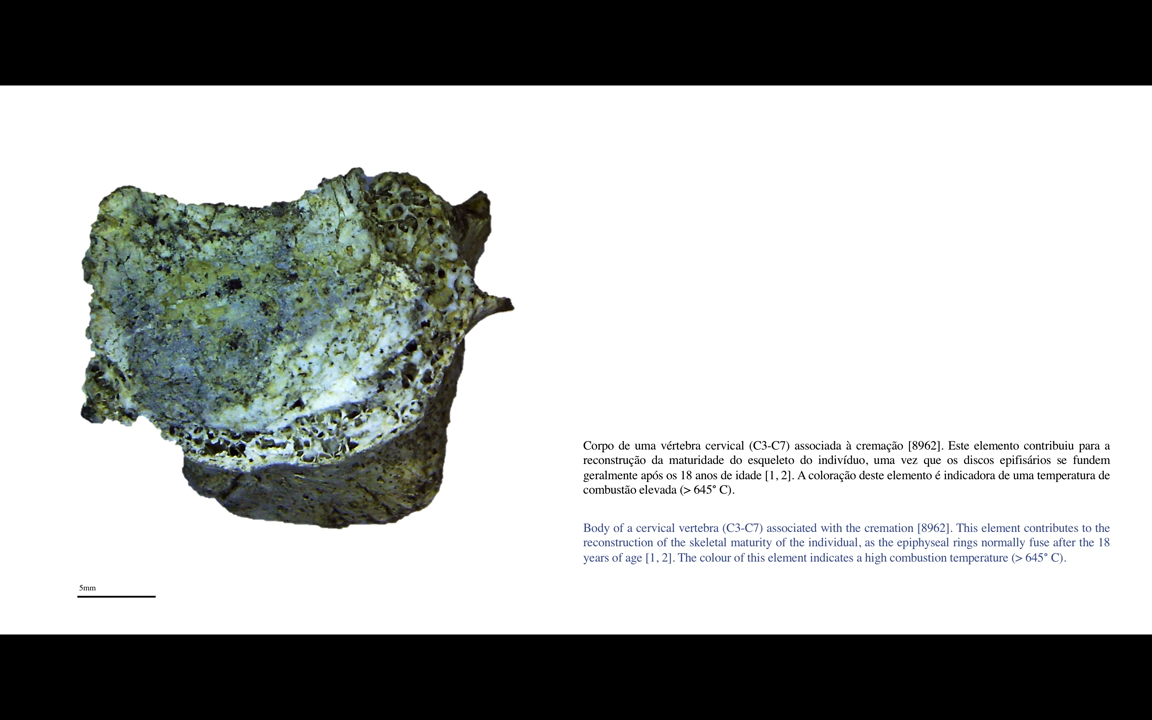 Corpo de uma vértebra cervical (C3-C7) associada à cremação [8962]. Este elemento contribuiu para a
reconstrução da maturidade do esqueleto do indivíduo, uma vez que os discos epifisários se fundem
geralmente após os 18 anos de idade [1, 2]. A coloração deste elemento é indicadora de uma temperatura de
combustão elevada (> 645° C).
Body of a cervical vertebra (C3-C7) associated with the cremation [8962]. This element contributes to the
reconstruction of the skeletal maturity of the individual, as the epiphyseal rings normally fuse after the 18
years of age [1, 2]. The colour of this element indicates a high combustion temperature (> 645° C).
5mm